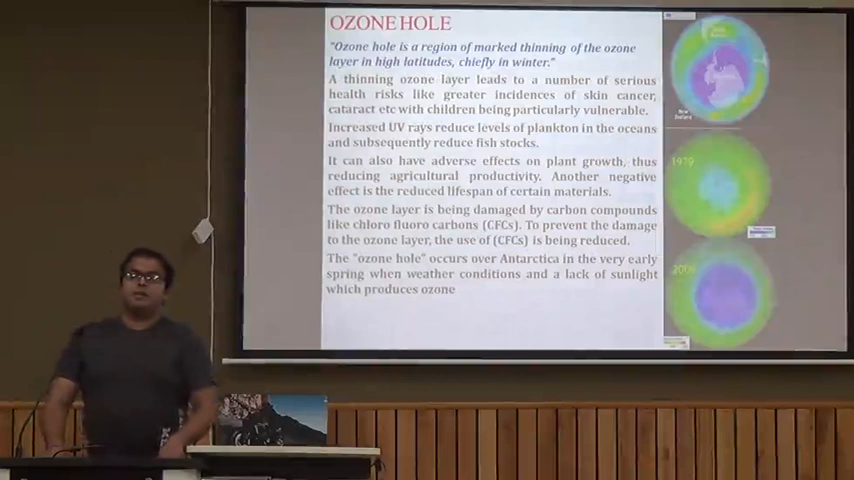 OZONE HOLE
"Ozone hole is a region of marked thinning of the ozone
layer in high latitudes, chiefly in winter."
A thinning ozone layer leads to a number of serious
health risks like greater incidences of skin cancer,
cataract etc with children being particularly vulnerable.
Increased UV rays reduce levels of plankton in the oceans
and subsequently reduce fish stocks.
It can also have adverse effects on plant growth, thus
reducing agricultural productivity. Another negative
effect is the reduced lifespan of certain materials.
The ozone layer is being damaged by carbon compounds
like chloro fluoro carbons (CFCs). To prevent the damage
to the ozone layer, the use of (CFCs) is being reduced.
The "ozone hole" occurs over Antarctica in the very early
spring when weather conditions and a lack of sunlight
which produces ozone
New
Zealand
1979